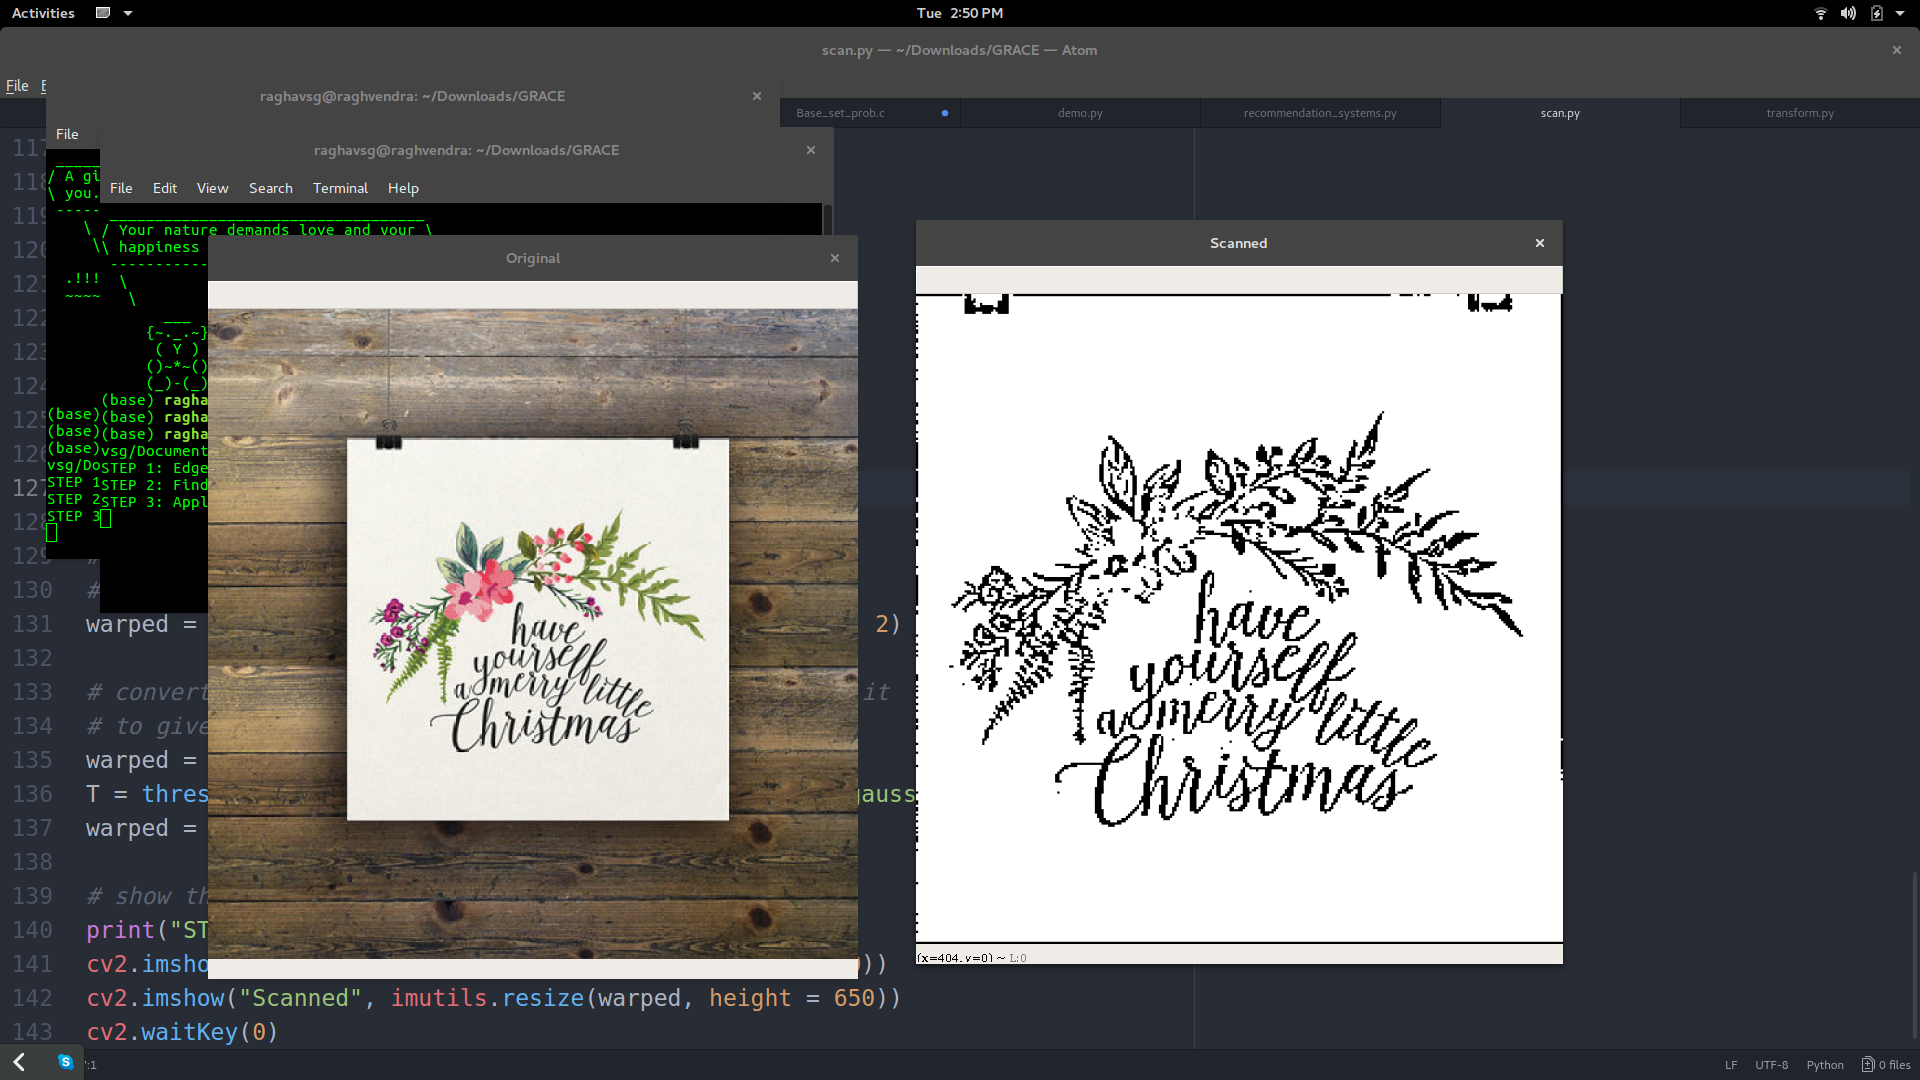 Activities
Tue 2:50 PM
scan.py — ~/Downloads/GRACE — Atom
File
raghavsg@raghvendra: ~/Downloads/GRACE
Base_set_prob.c
demo.py
recommendation_systems.py
scan.py
transform.py
File
raghavsg@raghvendra: ~/Downloads/GRACE
File Edit View Search Terminal Help
/ A gi
\ you.
/ Your nature demands love and your \
\ happiness
.!!!
~~~~
{~._.~}
( Y )
()~*~()
(_)-(_)
(base)
(base)
(base)
vsg/Do
STEP 1
STEP 2
STEP 3
(base) ragha
(base) ragha
(base) ragha
vsg/Document
STEP 1: Edge
STEP 2: Find
STEP 3: Appl
Original
have
yourself
a merry little
Christmas
Scanned
have
yourself
a merry little
Christmas
(x=404, y=0) ~ L:0
117
118
119
120
121
122
123
124
125
126
127
128
129 #
130 #
131 warped = 2)
132
133 # convert it
134 # to give
135 warped =
136 T = thres gauss
137 warped =
138
139 # show th
140 print("ST
141 cv2.imsho ))
142 cv2.imshow("Scanned", imutils.resize(warped, height = 650))
143 cv2.waitKey(0)
:1
LF UTF-8 Python 0 files